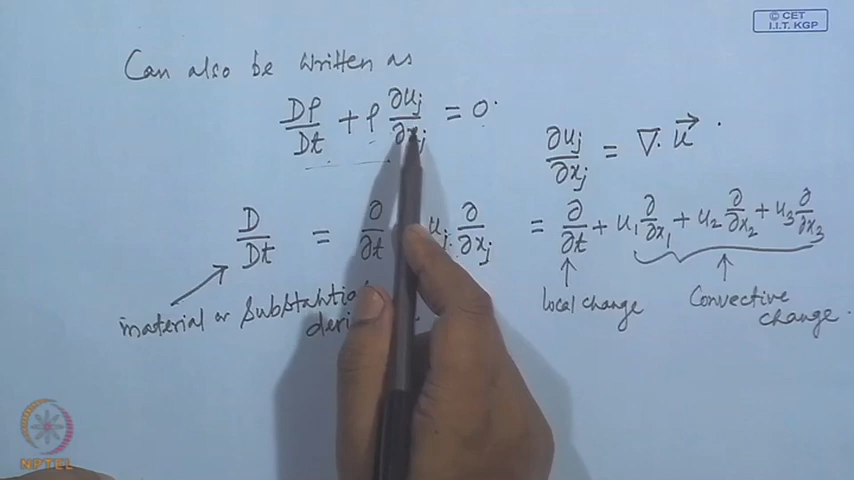 © CET
I.I.T. KGP
Can also be written as
Dρ/Dt + ρ ∂uj/∂xj = 0.
∂uj/∂xj = ∇. u⃗ .
D/Dt = ∂/∂t uj ∂/∂xj = ∂/∂t + u1 ∂/∂x1 + u2 ∂/∂x2 + u3 ∂/∂x3
material or Substantial
local change
Convective
change.
NPTEL